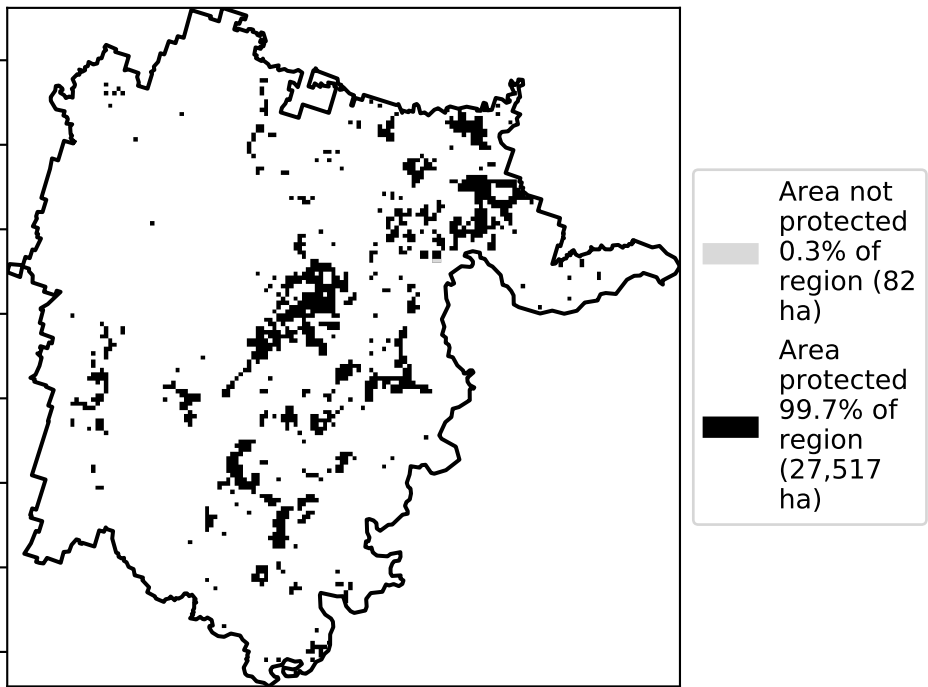 Area not
protected
0.3% of
region (82
ha)
Area
protected
99.7% of
region
(27,517
ha)